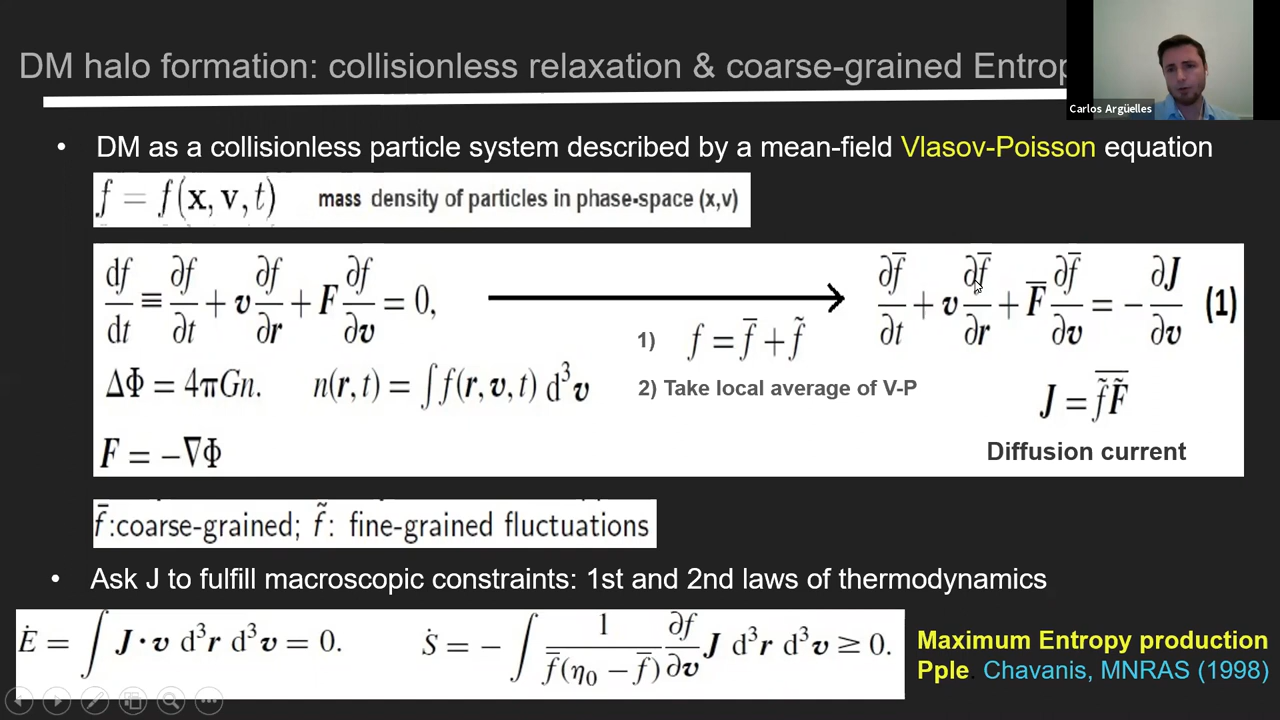 DM halo formation: collisionless relaxation & coarse-grained Entrop
Carlos Argüelles
• DM as a collisionless particle system described by a mean-field Vlasov-Poisson equation
f = f(x, v, t) mass density of particles in phase-space (x,v)
df/dt ≡ ∂f/∂t + v ∂f/∂r + F ∂f/∂v = 0,
∂f̅/∂t + v ∂f̅/∂r + F̅ ∂f̅/∂v = − ∂J/∂v (1)
1) f = f̅ + f̃
ΔΦ = 4πGn. n(r, t) = ∫ f(r, v, t) d³v
2) Take local average of V-P
J = \overline{f̃F̃}
F = −∇Φ
Diffusion current
f̅:coarse-grained; f̃: fine-grained fluctuations
• Ask J to fulfill macroscopic constraints: 1st and 2nd laws of thermodynamics
Ė = ∫ J · v d³r d³v = 0.
Ṡ = − ∫ 1/(f̅(η₀ − f̅)) ∂f/∂v J d³r d³v ≥ 0.
Maximum Entropy production
Pple. Chavanis, MNRAS (1998)